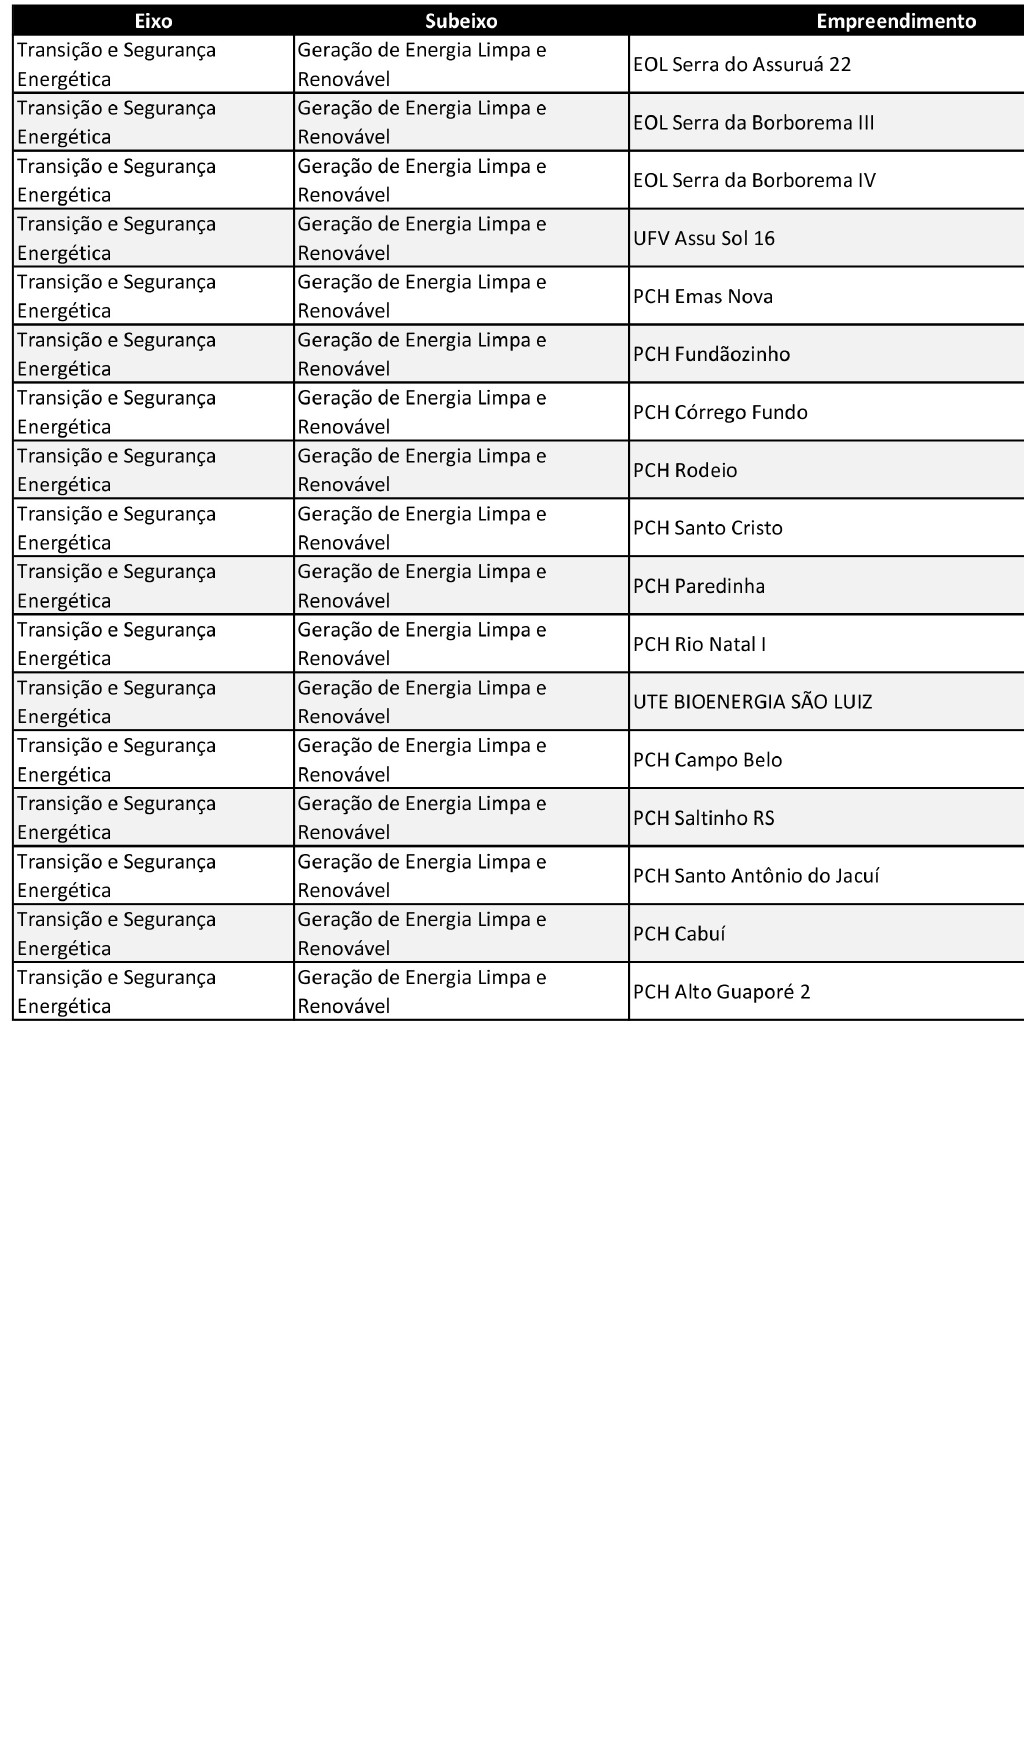 Eixo Subeixo Empreendimento
Transição e Segurança Geração de Energia Limpa e
Energética Renovável EOL Serra do Assuruá 22
Transição e Segurança Geração de Energia Limpa e
Energética Renovável EOL Serra da Borborema III
Transição e Segurança Geração de Energia Limpa e
Energética Renovável EOL Serra da Borborema IV
Transição e Segurança Geração de Energia Limpa e
Energética Renovável UFV Assu Sol 16
Transição e Segurança Geração de Energia Limpa e
Energética Renovável PCH Emas Nova
Transição e Segurança Geração de Energia Limpa e
Energética Renovável PCH Fundãozinho
Transição e Segurança Geração de Energia Limpa e
Energética Renovável PCH Córrego Fundo
Transição e Segurança Geração de Energia Limpa e
Energética Renovável PCH Rodeio
Transição e Segurança Geração de Energia Limpa e
Energética Renovável PCH Santo Cristo
Transição e Segurança Geração de Energia Limpa e
Energética Renovável PCH Paredinha
Transição e Segurança Geração de Energia Limpa e
Energética Renovável PCH Rio Natal I
Transição e Segurança Geração de Energia Limpa e
Energética Renovável UTE BIOENERGIA SÃO LUIZ
Transição e Segurança Geração de Energia Limpa e
Energética Renovável PCH Campo Belo
Transição e Segurança Geração de Energia Limpa e
Energética Renovável PCH Saltinho RS
Transição e Segurança Geração de Energia Limpa e
Energética Renovável PCH Santo Antônio do Jacuí
Transição e Segurança Geração de Energia Limpa e
Energética Renovável PCH Cabuí
Transição e Segurança Geração de Energia Limpa e
Energética Renovável PCH Alto Guaporé 2